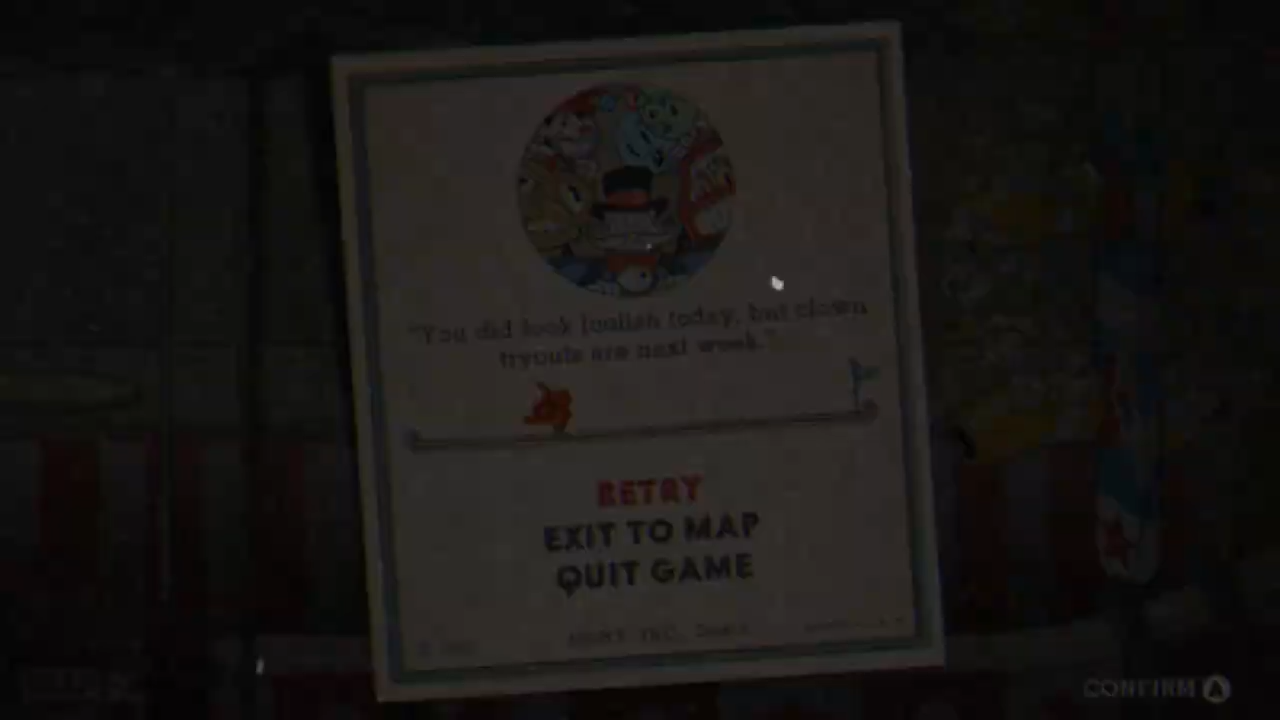 "You did look foolish today, but clown
tryouts are next week."
RETRY
EXIT TO MAP
QUIT GAME
CONFIRM A